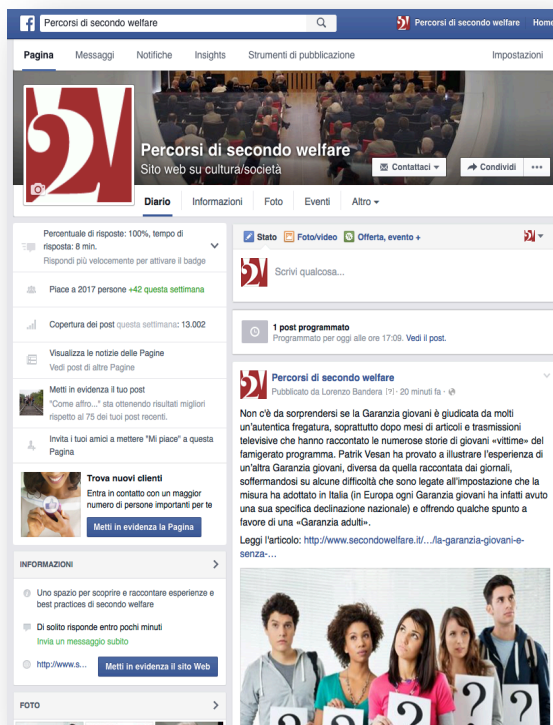 Percorsi di secondo welfare
Percorsi di secondo welfare Home
Pagina Messaggi Notifiche Insights Strumenti di pubblicazione Impostazioni
Percorsi di secondo welfare
Sito web su cultura/società
Contattaci Condividi
Diario Informazioni Foto Eventi Altro
Percentuale di risposte: 100%, tempo di
risposta: 8 min.
Rispondi più velocemente per attivare il badge
Piace a 2017 persone +42 questa settimana
Copertura dei post questa settimana: 13.002
Visualizza le notizie delle Pagine
Vedi post di altre Pagine
Metti in evidenza il tuo post
"Come affro..." sta ottenendo risultati migliori
rispetto al 75 dei tuoi post recenti.
Invita i tuoi amici a mettere "Mi piace" a questa
Pagina
Trova nuovi clienti
Entra in contatto con un maggior
numero di persone importanti per te
Metti in evidenza la Pagina
INFORMAZIONI
Uno spazio per scoprire e raccontare esperienze e
best practices di secondo welfare
Di solito risponde entro pochi minuti
Invia un messaggio subito
http://www.s... Metti in evidenza il sito Web
FOTO
Stato Foto/video Offerta, evento +
Scrivi qualcosa...
1 post programmato
Programmato per oggi alle ore 17:09. Vedi il post.
Percorsi di secondo welfare
Pubblicato da Lorenzo Bandera [?] · 20 minuti fa ·
Non c'è da sorprendersi se la Garanzia giovani è giudicata da molti
un'autentica fregatura, soprattutto dopo mesi di articoli e trasmissioni
televisive che hanno raccontato le numerose storie di giovani «vittime» del
famigerato programma. Patrik Vesan ha provato a illustrare l'esperienza di
un'altra Garanzia giovani, diversa da quella raccontata dai giornali,
soffermandosi su alcune difficoltà che sono legate all'impostazione che la
misura ha adottato in Italia (in Europa ogni Garanzia giovani ha infatti avuto
una sua specifica declinazione nazionale) e offrendo qualche spunto a
favore di una «Garanzia adulti».
Leggi l'articolo: http://www.secondowelfare.it/.../la-garanzia-giovani-e-
senza-...
? ? ? ? ?